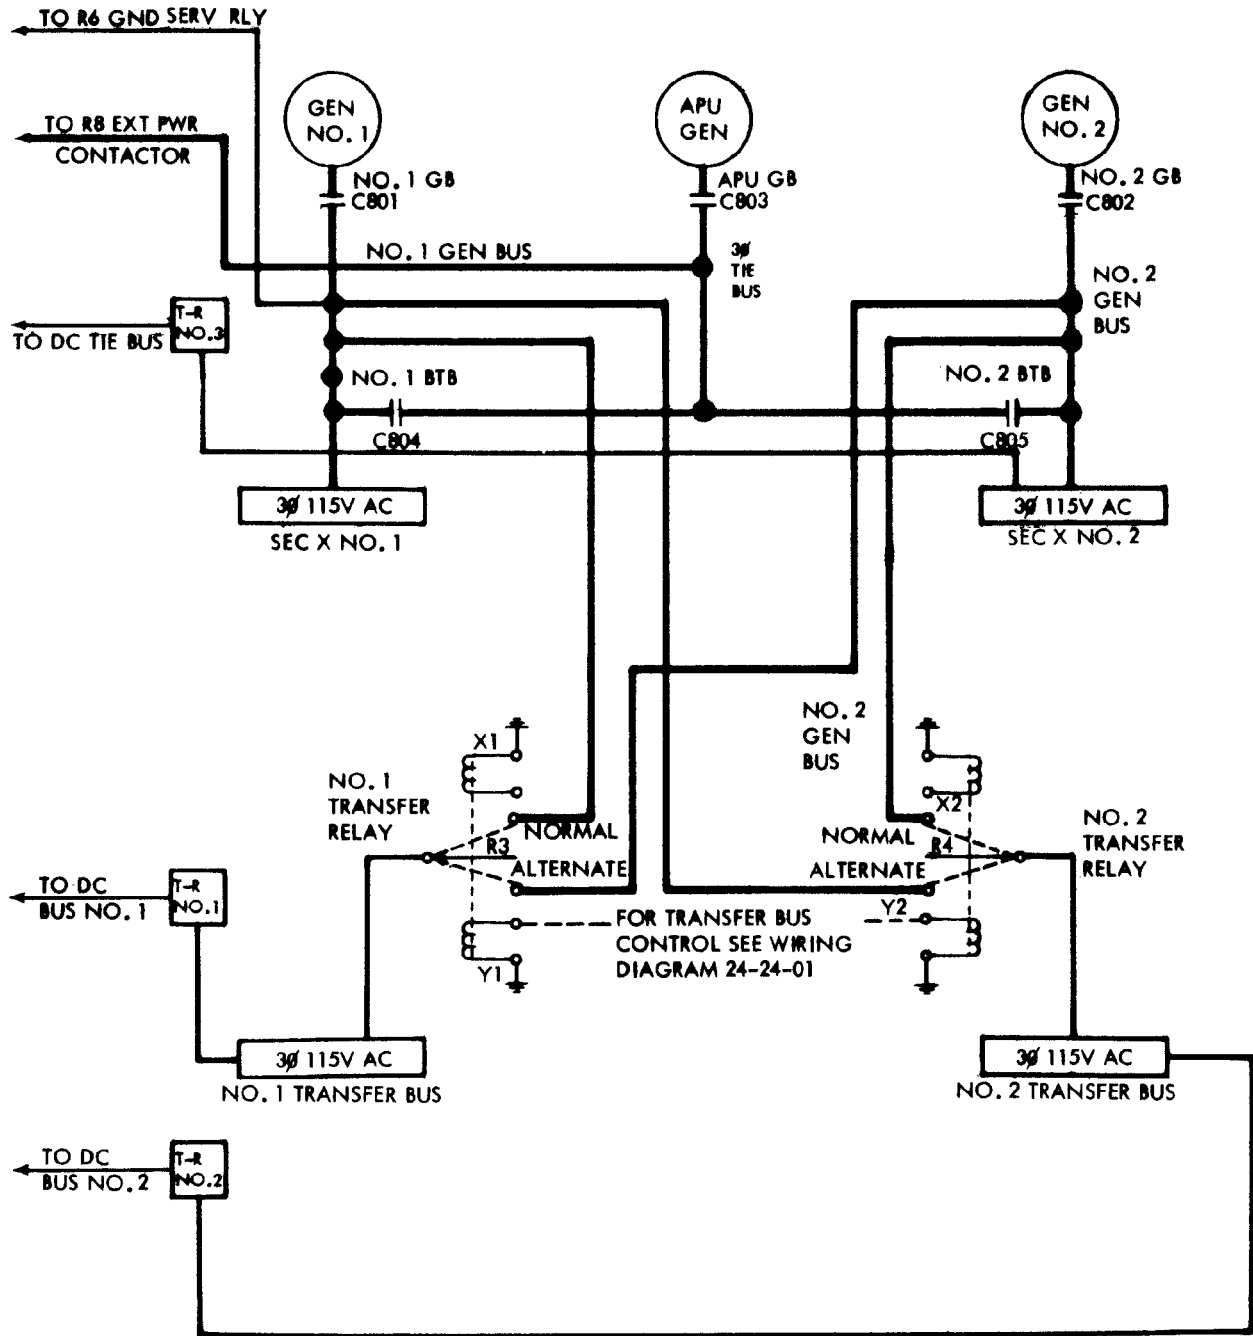 TO R6 GND SERV RLY
GEN
NO. 1
APU
GEN
GEN
NO. 2
TO R8 EXT PWR
CONTACTOR
NO. 1 GB
C801
APU GB
C803
NO. 2 GB
C802
NO. 1 GEN BUS
3Ø
TIE
BUS
NO. 2
GEN
BUS
T-R
NO.3
TO DC TIE BUS
NO. 1 BTB
NO. 2 BTB
C804
C805
3Ø 115V AC
SEC X NO. 1
3Ø 115V AC
SEC X NO. 2
NO. 2
GEN
BUS
X1
X2
NO. 1
TRANSFER
RELAY
NORMAL
R3
ALTERNATE
NORMAL
R4
ALTERNATE
NO. 2
TRANSFER
RELAY
TO DC
BUS NO. 1
T-R
NO.1
Y1
Y2
FOR TRANSFER BUS
CONTROL SEE WIRING
DIAGRAM 24-24-01
3Ø 115V AC
NO. 1 TRANSFER BUS
3Ø 115V AC
NO. 2 TRANSFER BUS
TO DC
BUS NO. 2
T-R
NO.2